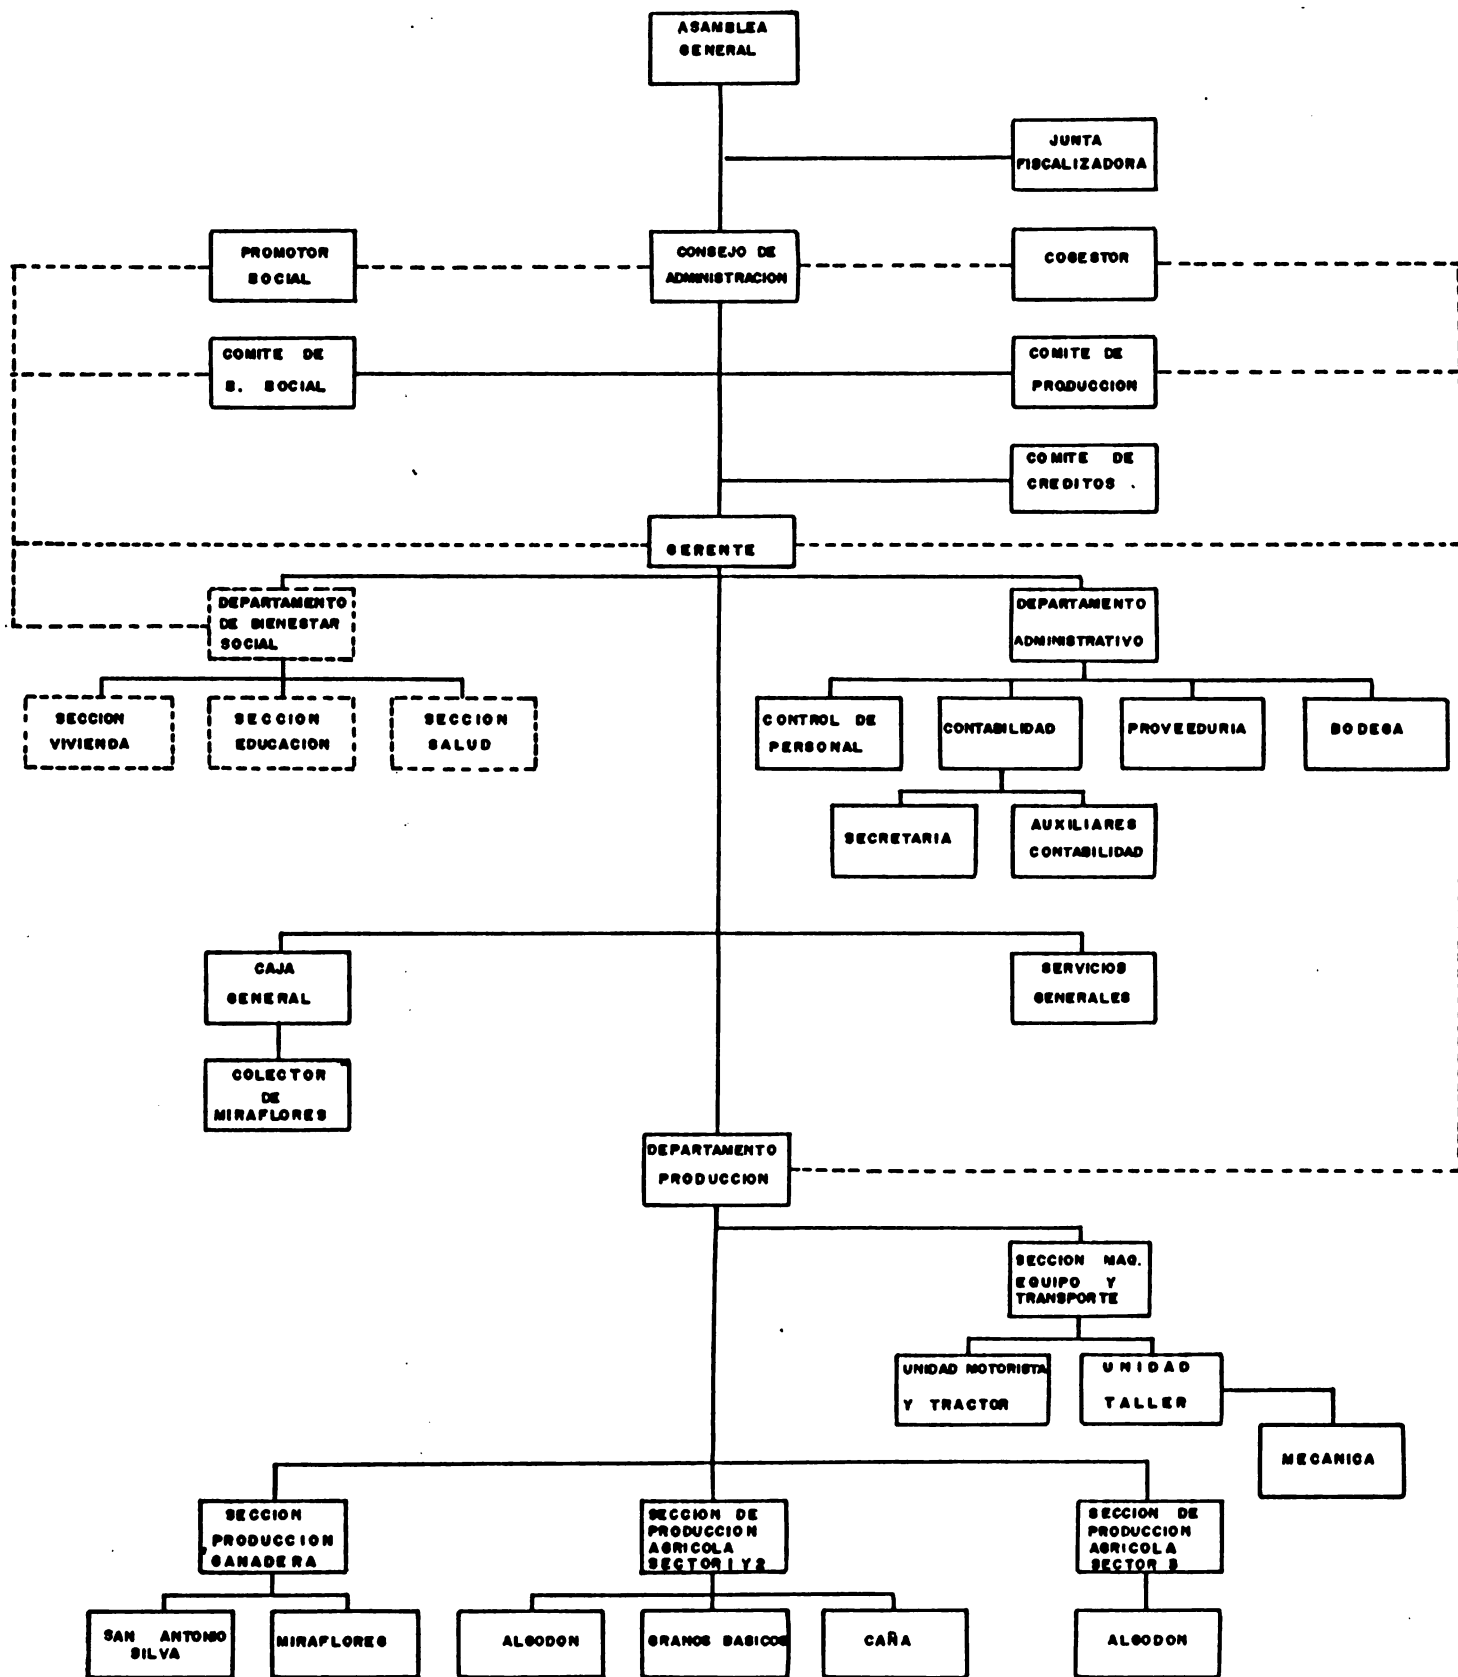 ASAMBLEA
GENERAL
JUNTA
FISCALIZADORA
PROMOTOR
SOCIAL
CONSEJO DE
ADMINISTRACION
COGESTOR
COMITE DE
B. SOCIAL
COMITE DE
PRODUCCION
COMITE DE
CREDITOS
GERENTE
DEPARTAMENTO
DE BIENESTAR
SOCIAL
DEPARTAMENTO
ADMINISTRATIVO
SECCION
VIVIENDA
SECCION
EDUCACION
SECCION
SALUD
CONTROL DE
PERSONAL
CONTABILIDAD
PROVEEDURIA
BODEGA
SECRETARIA
AUXILIARES
CONTABILIDAD
CAJA
GENERAL
SERVICIOS
GENERALES
COLECTOR
DE
MIRAFLORES
DEPARTAMENTO
PRODUCCION
SECCION MAQ.
EQUIPO Y
TRANSPORTE
UNIDAD MOTORISTA
Y TRACTOR
UNIDAD
TALLER
MECANICA
SECCION
PRODUCCION
GANADERA
SECCION DE
PRODUCCION
AGRICOLA
SECTOR 1 Y 2
SECCION DE
PRODUCCION
AGRICOLA
SECTOR 3
SAN ANTONIO
SILVA
MIRAFLORES
ALGODON
GRANOS BASICOS
CAÑA
ALGODON